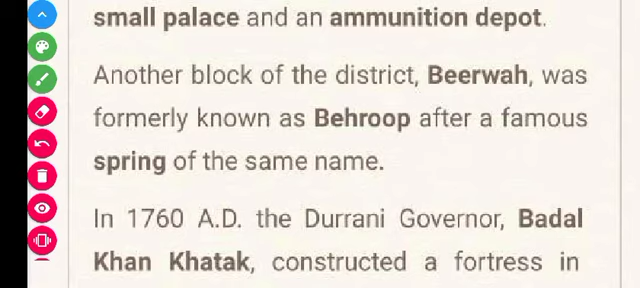 small palace and an ammunition depot.
Another block of the district, Beerwah, was
formerly known as Behroop after a famous
spring of the same name.
In 1760 A.D. the Durrani Governor, Badal
Khan Khatak, constructed a fortress in